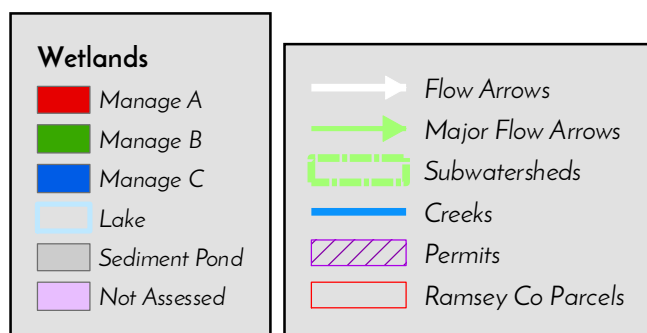 Wetlands
Manage A
Manage B
Manage C
Lake
Sediment Pond
Not Assessed
Flow Arrows
Major Flow Arrows
Subwatersheds
Creeks
Permits
Ramsey Co Parcels